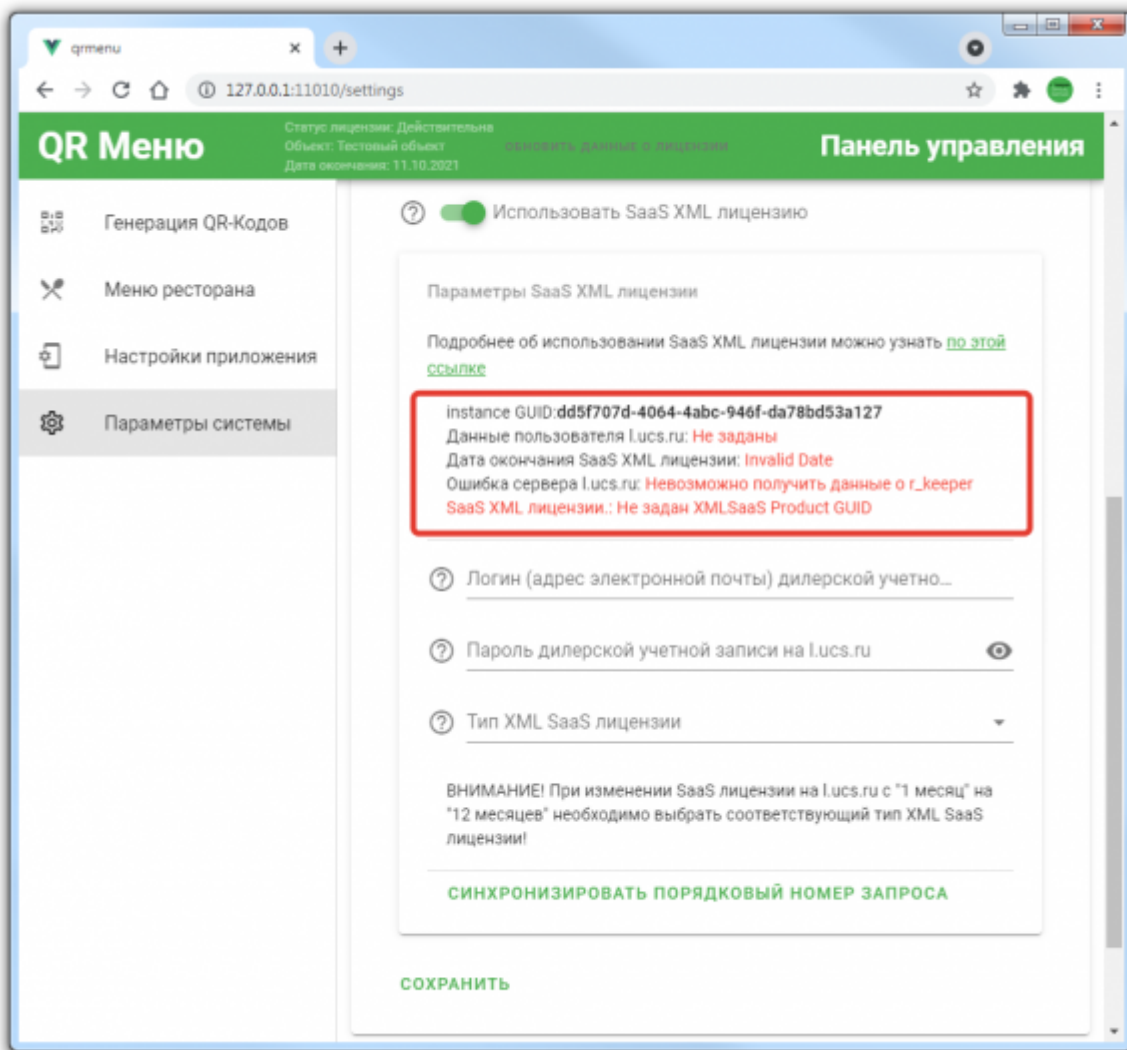 qrmenu
127.0.0.1:11010/settings
QR Меню
Статус лицензии: Действительна
Объект: Тестовый объект
Дата окончания: 11.10.2021
ОБНОВИТЬ ДАННЫЕ О ЛИЦЕНЗИИ
Панель управления
Генерация QR-Кодов
Меню ресторана
Настройки приложения
Параметры системы
Использовать SaaS XML лицензию
Параметры SaaS XML лицензии
Подробнее об использовании SaaS XML лицензии можно узнать по этой
ссылке
instance GUID:dd5f707d-4064-4abc-946f-da78bd53a127
Данные пользователя l.ucs.ru: Не заданы
Дата окончания SaaS XML лицензии: Invalid Date
Ошибка сервера l.ucs.ru: Невозможно получить данные о r_keeper
SaaS XML лицензии.: Не задан XMLSaaS Product GUID
Логин (адрес электронной почты) дилерской учетно...
Пароль дилерской учетной записи на l.ucs.ru
Тип XML SaaS лицензии
ВНИМАНИЕ! При изменении SaaS лицензии на l.ucs.ru с "1 месяц" на
"12 месяцев" необходимо выбрать соответствующий тип XML SaaS
лицензии!
СИНХРОНИЗИРОВАТЬ ПОРЯДКОВЫЙ НОМЕР ЗАПРОСА
СОХРАНИТЬ